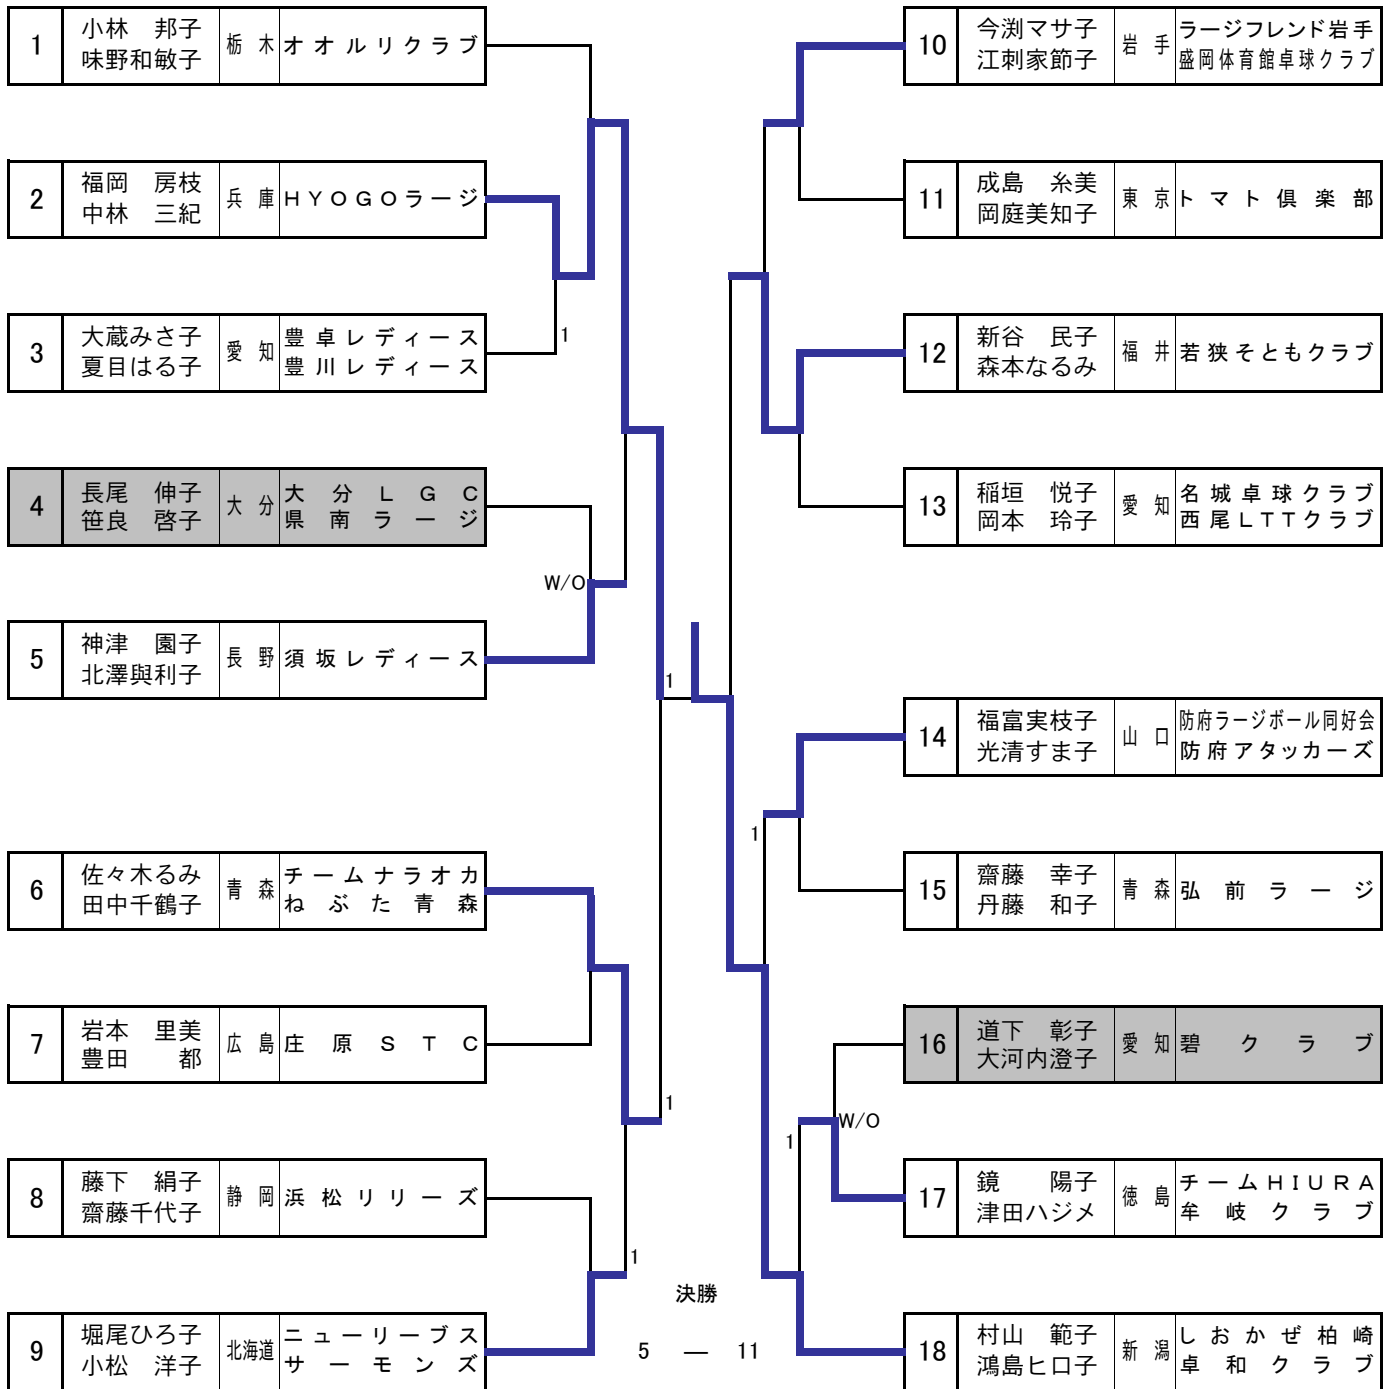 1 小林 邦子 栃木 オオルリクラブ
味野和敏子
2 福岡 房枝 兵庫 HYOGOラージ
中林 三紀
3 大蔵みさ子 愛知 豊卓レディース
夏目はる子 豊川レディース
1
4 長尾 伸子 大分 大分LGC
笹良 啓子 県南ラージ
W/O
5 神津 園子 長野 須坂レディース
北澤與利子
1
6 佐々木るみ 青森 チームナラオカ
田中千鶴子 ねぶた青森
7 岩本 里美 広島 庄原STC
豊田 都
1
8 藤下 絹子 静岡 浜松リリーズ
齋藤千代子
1
9 堀尾ひろ子 北海道 ニューリーブス
小松 洋子 サーモンズ
決勝
5 — 11
10 今渕マサ子 岩手 ラージフレンド岩手
江刺家節子 盛岡体育館卓球クラブ
11 成島 糸美 東京 トマト倶楽部
岡庭美知子
12 新谷 民子 福井 若狭そともクラブ
森本なるみ
13 稲垣 悦子 愛知 名城卓球クラブ
岡本 玲子 西尾LTTクラブ
14 福富実枝子 山口 防府ラージボール同好会
光清すま子 防府アタッカーズ
1
15 齋藤 幸子 青森 弘前ラージ
丹藤 和子
16 道下 彰子 愛知 碧クラブ
大河内澄子
W/O
1
17 鏡 陽子 徳島 チームHIURA
津田ハジメ 牟岐クラブ
18 村山 範子 新潟 しおかぜ柏崎
鴻島ヒロ子 卓和クラブ